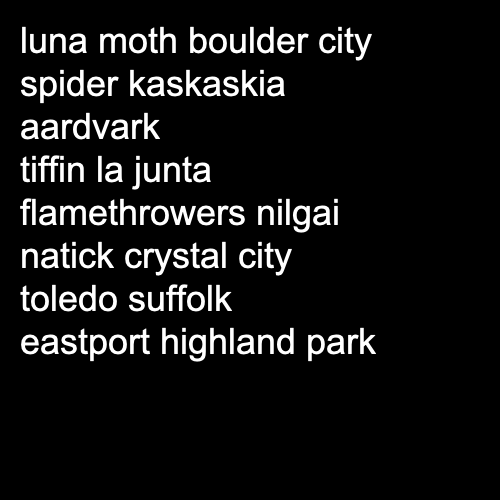 luna moth boulder city
spider kaskaskia
aardvark
tiffin la junta
flamethrowers nilgai
natick crystal city
toledo suffolk
eastport highland park